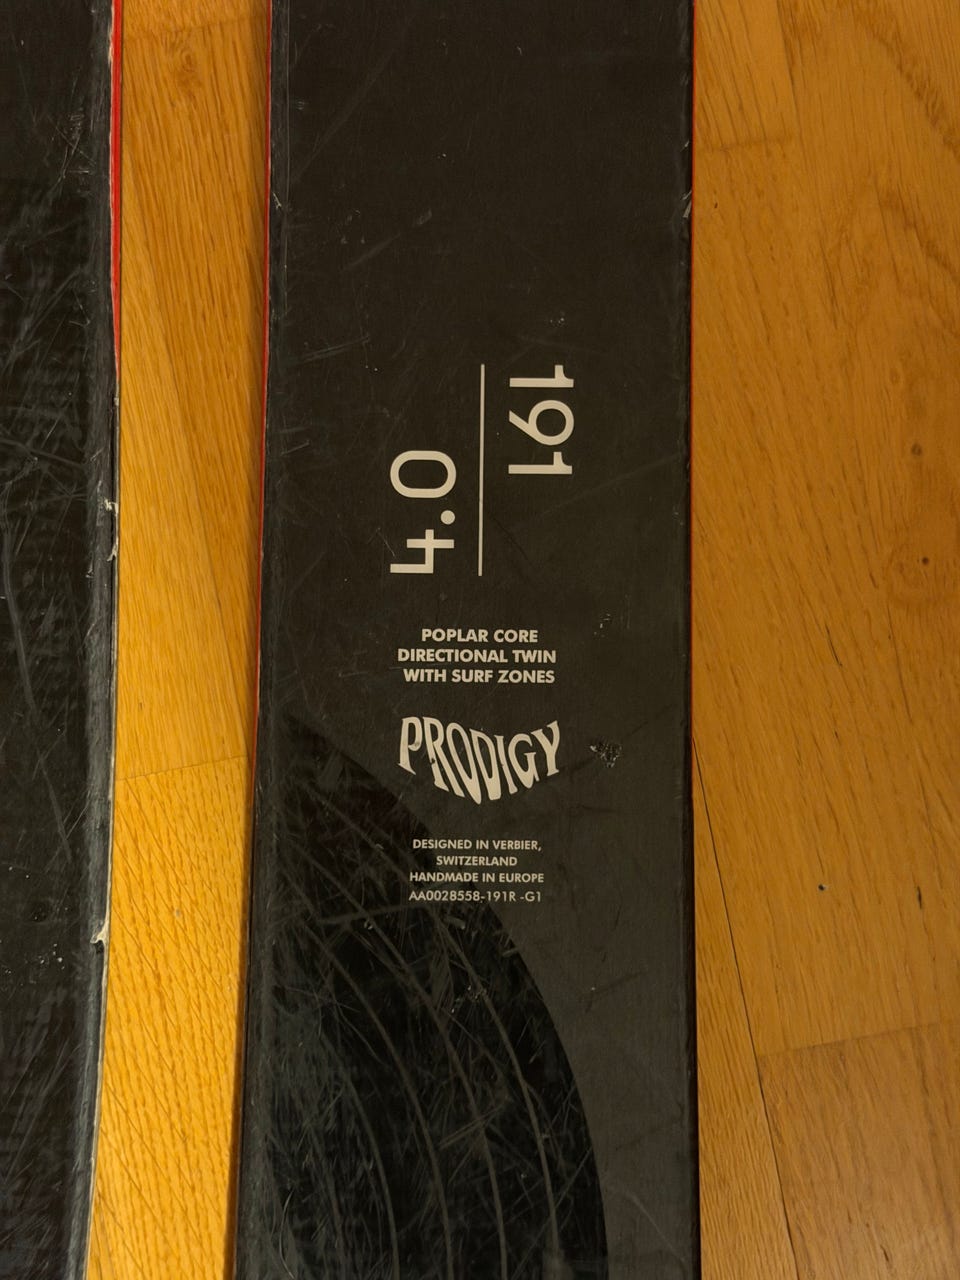 191
4.0
POPLAR CORE
DIRECTIONAL TWIN
WITH SURF ZONES
PRODIGY
DESIGNED IN VERBIER,
SWITZERLAND
HANDMADE IN EUROPE
AA0028558-191R -G1